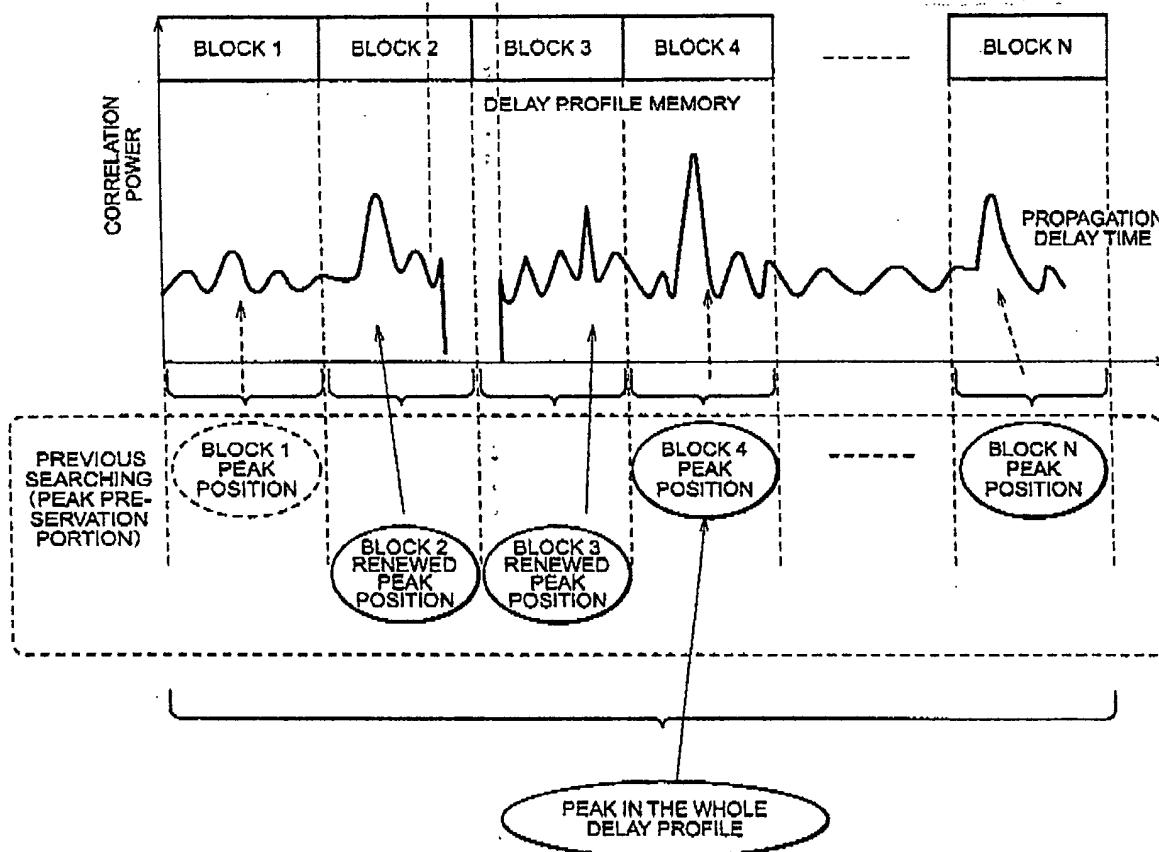 BLOCK 1
BLOCK 2
BLOCK 3
BLOCK 4
BLOCK N
DELAY PROFILE MEMORY
CORRELATION
POWER
PROPAGATION
DELAY TIME
PREVIOUS
SEARCHING
(PEAK PRE-
SERVATION
PORTION)
BLOCK 1
PEAK
POSITION
BLOCK 4
PEAK
POSITION
BLOCK N
PEAK
POSITION
BLOCK 2
RENEWED
PEAK
POSITION
BLOCK 3
RENEWED
PEAK
POSITION
PEAK IN THE WHOLE
DELAY PROFILE